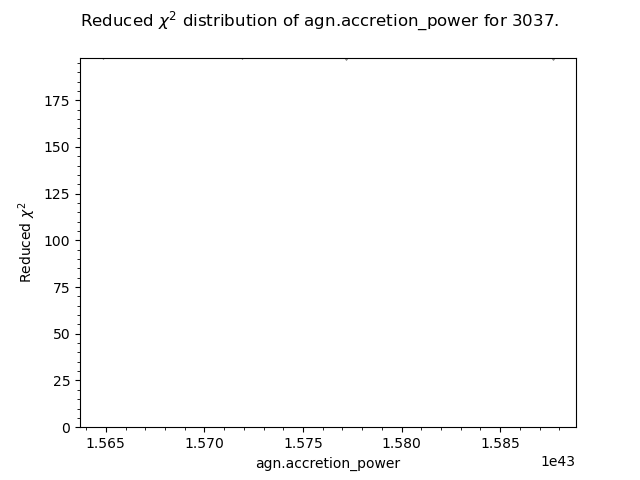 Reduced χ² distribution of agn.accretion_power for 3037.
175
150
125
100
75
50
25
0
Reduced χ²
1.565 1.570 1.575 1.580 1.585
agn.accretion_power
1e43